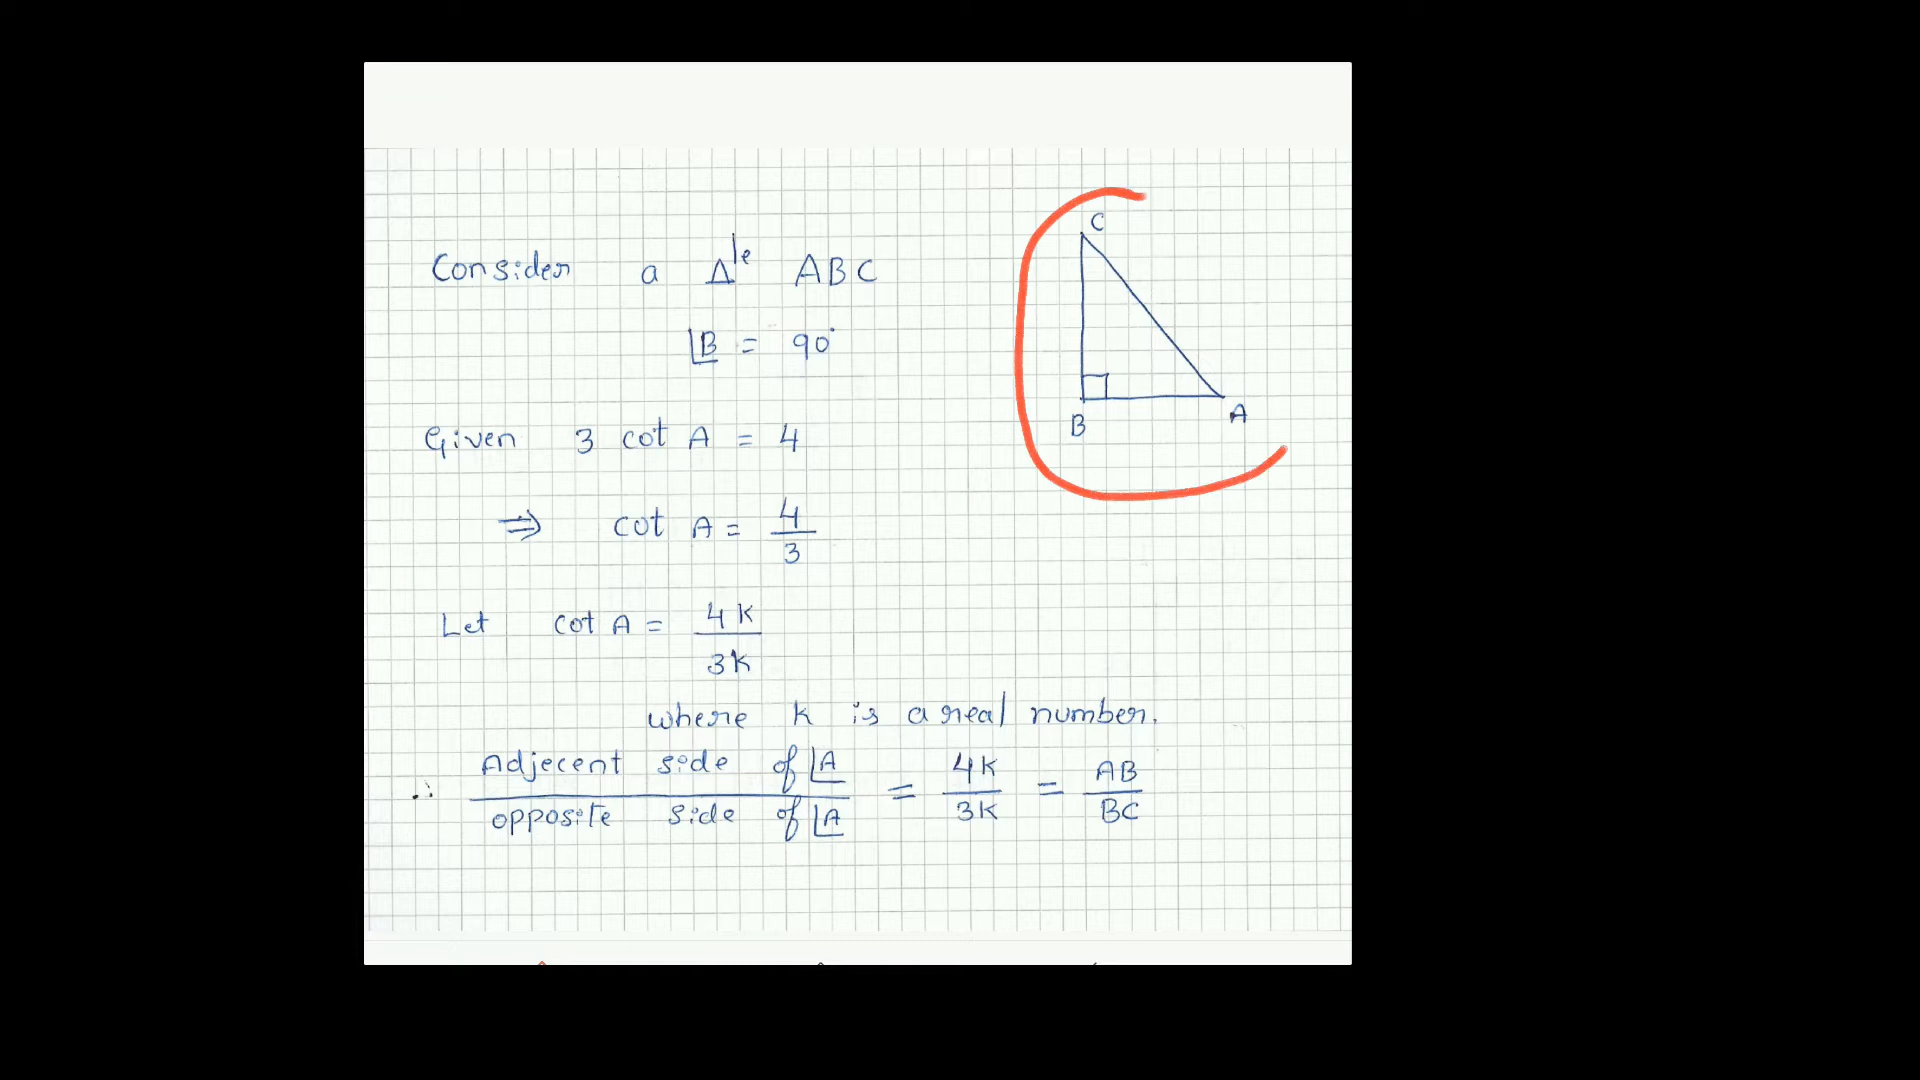 Consider a Δle ABC
∠B = 90°
Given 3 cot A = 4
⇒ cot A = 4/3
Let cot A = 4K/3K
where k is a real number.
∴ Adjecent side of ∠A / opposite side of ∠A = 4K/3K = AB/BC
C
B
A